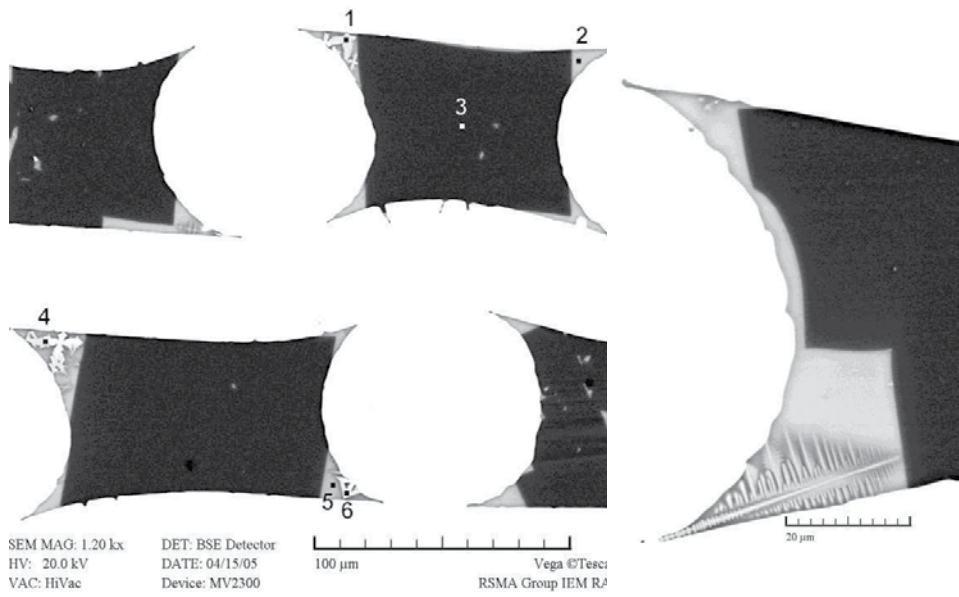 1
2
3
4
5
6
SEM MAG: 1.20 kx DET: BSE Detector
HV: 20.0 kV DATE: 04/15/05 100 µm Vega ©Tesca
VAC: HiVac Device: MV2300 RSMA Group IEM RA
20 µm